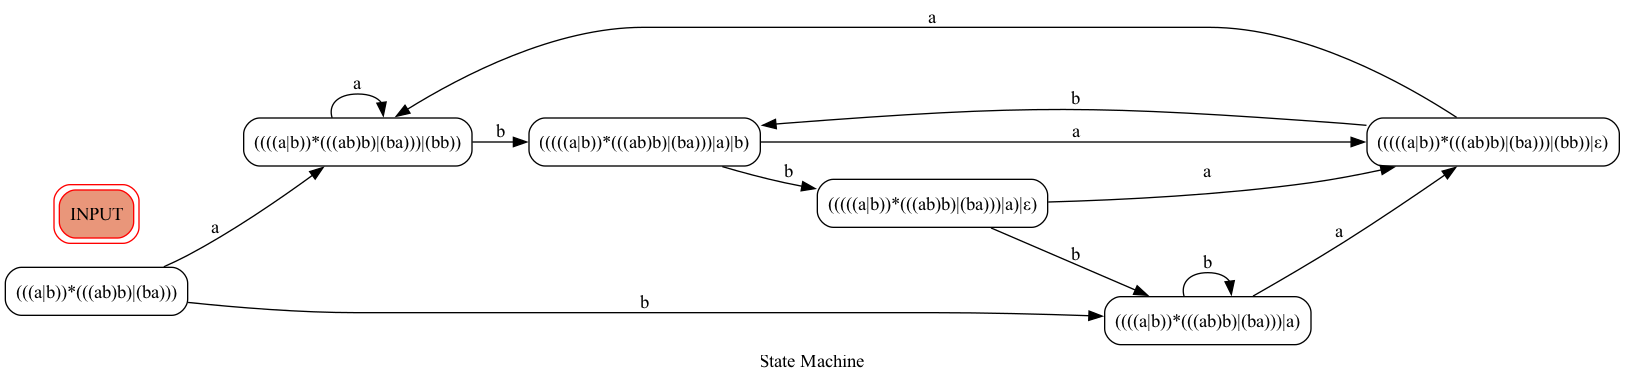 a
a
b
(((((a|b))*(((ab)b)|(ba)))|(bb))
b
(((((a|b))*(((ab)b)|(ba)))|a)|b)
a
(((((a|b))*(((ab)b)|(ba)))|(bb))|ε)
b
a
INPUT
(((((a|b))*(((ab)b)|(ba)))|a)|ε)
a
a
b
b
(((a|b))*(((ab)b)|(ba)))
b
((((a|b))*(((ab)b)|(ba)))|a)
State Machine